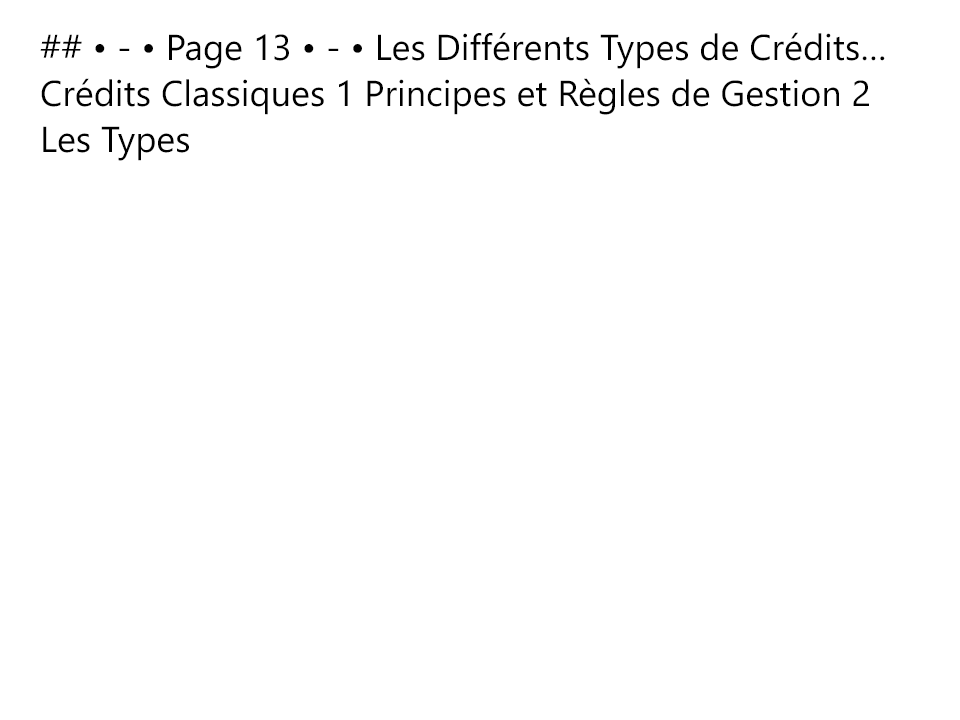 ## • - • Page 13 • - • Les Différents Types de Crédits...
Crédits Classiques 1 Principes et Règles de Gestion 2
Les Types